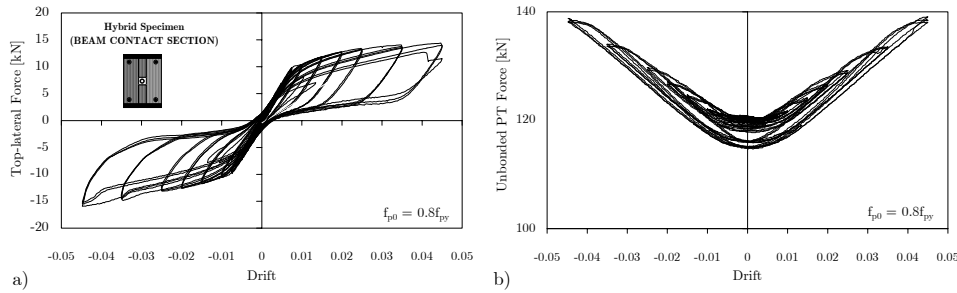 Hybrid Specimen
(BEAM CONTACT SECTION)
Top-lateral Force [kN]
20
15
10
5
0
-5
-10
-15
-20
f_p0 = 0.8f_py
-0.05 -0.04 -0.03 -0.02 -0.01 0 0.01 0.02 0.03 0.04 0.05
Drift
a)
Unbonded PT Force [kN]
140
120
100
f_p0 = 0.8f_py
-0.05 -0.04 -0.03 -0.02 -0.01 0 0.01 0.02 0.03 0.04 0.05
Drift
b)